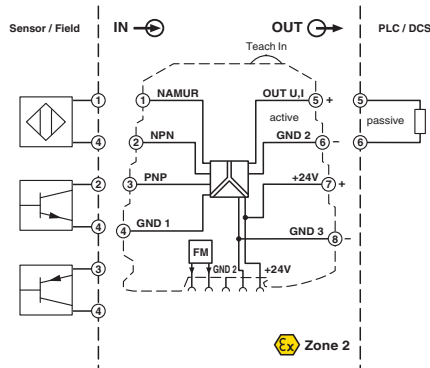 Sensor / Field
IN
OUT
PLC / DCS
Teach In
1
4
2
4
3
4
1 NAMUR
2 NPN
3 PNP
4 GND 1
OUT U,I 5 +
active
GND 2 6 −
+24V 7 +
GND 3 8 −
FM
GND 2
+24V
5
passive
6
Ex Zone 2